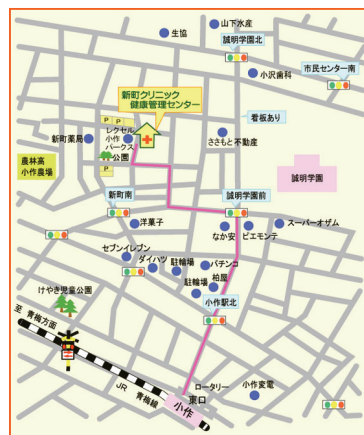 山下水産
生協
誠明学園北
市民センター南
小沢歯科
新町クリニック
健康管理センター
看板あり
P P
レクセル
小作
パークス
新町薬局
ささもと不動産
公園
P
農林高
小作農場
誠明学園
新町南
誠明学園前
洋菓子
なか安
ビエモンテ
スーパーオザム
セブンイレブン
ダイハツ
駐輪場
パチンコ
柏屋
駐輪場
けやき児童公園
小作駅北
至 青梅方面
JR 青梅線
小作
東口
ロータリー
小作変電